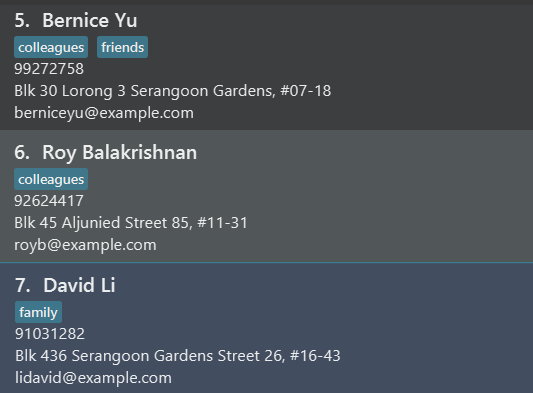 5. Bernice Yu
colleagues friends
99272758
Blk 30 Lorong 3 Serangoon Gardens, #07-18
berniceyu@example.com
6. Roy Balakrishnan
colleagues
92624417
Blk 45 Aljunied Street 85, #11-31
royb@example.com
7. David Li
family
91031282
Blk 436 Serangoon Gardens Street 26, #16-43
lidavid@example.com